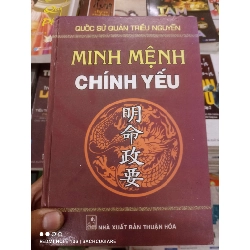 QUỐC SỬ QUÁN TRIỀU NGUYỄN
MINH MỆNH
CHÍNH YẾU
明命政要
NHÀ XUẤT BẢN THUẬN HÓA